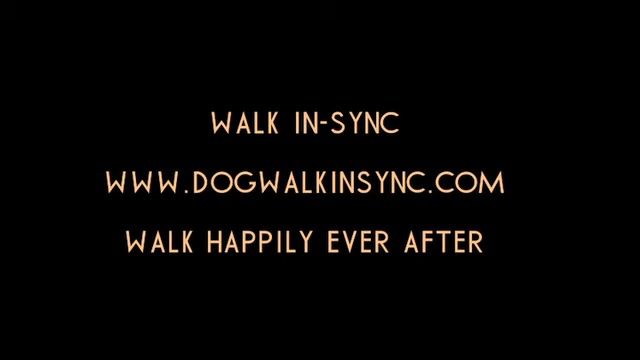 WALK IN-SYNC
WWW.DOGWALKINSYNC.COM
WALK HAPPILY EVER AFTER